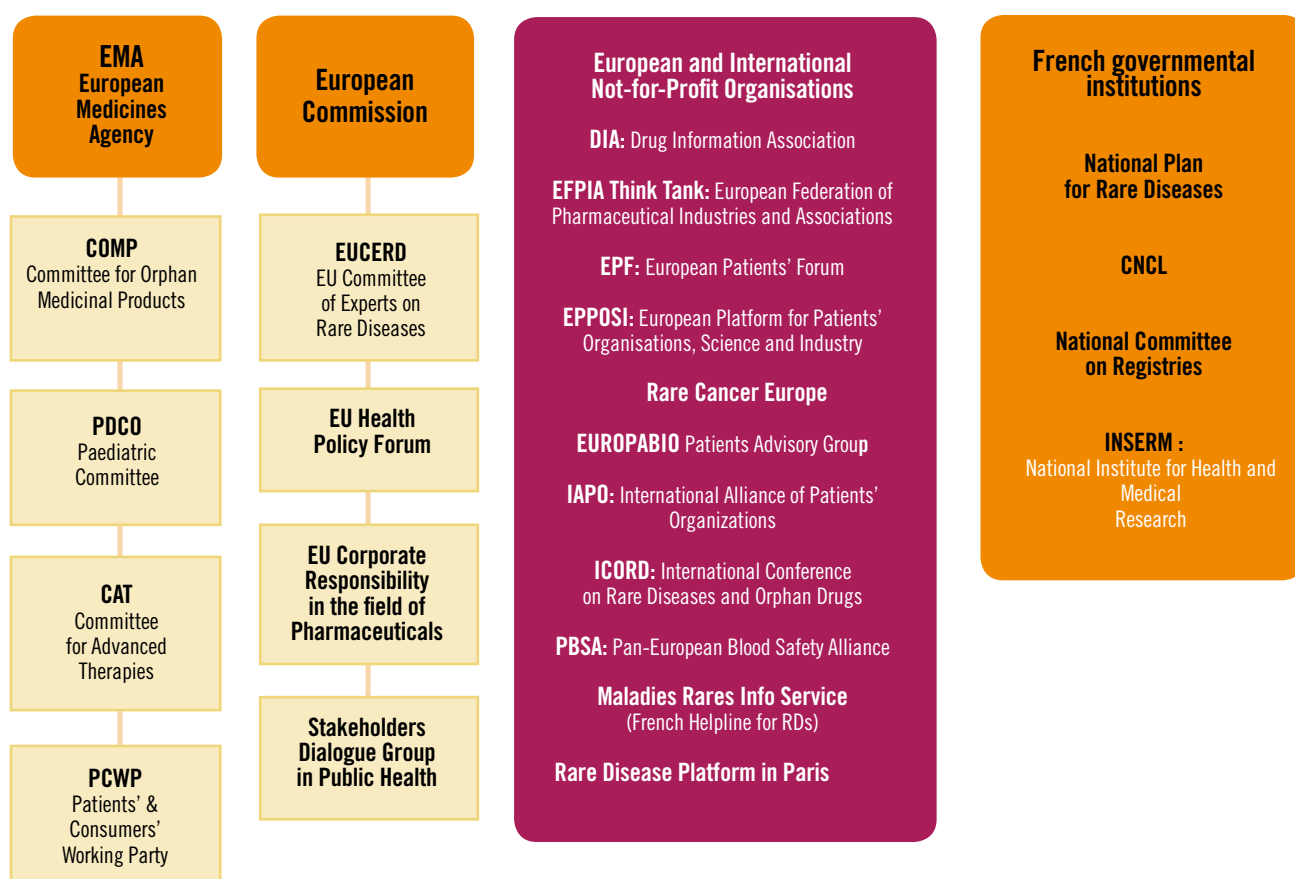 EMA
European
Medicines
Agency
COMP
Committee for Orphan
Medicinal Products
PDCO
Paediatric
Committee
CAT
Committee
for Advanced
Therapies
PCWP
Patients’ &
Consumers’
Working Party
European
Commission
EUCERD
EU Committee
of Experts on
Rare Diseases
EU Health
Policy Forum
EU Corporate
Responsibility
in the field of
Pharmaceuticals
Stakeholders
Dialogue Group
in Public Health
European and International
Not-for-Profit Organisations
DIA: Drug Information Association
EFPIA Think Tank: European Federation of
Pharmaceutical Industries and Associations
EPF: European Patients’ Forum
EPPOSI: European Platform for Patients’
Organisations, Science and Industry
Rare Cancer Europe
EUROPABIO Patients Advisory Group
IAPO: International Alliance of Patients’
Organizations
ICORD: International Conference
on Rare Diseases and Orphan Drugs
PBSA: Pan-European Blood Safety Alliance
Maladies Rares Info Service
(French Helpline for RDs)
Rare Disease Platform in Paris
French governmental
institutions
National Plan
for Rare Diseases
CNCL
National Committee
on Registries
INSERM :
National Institute for Health and
Medical
Research